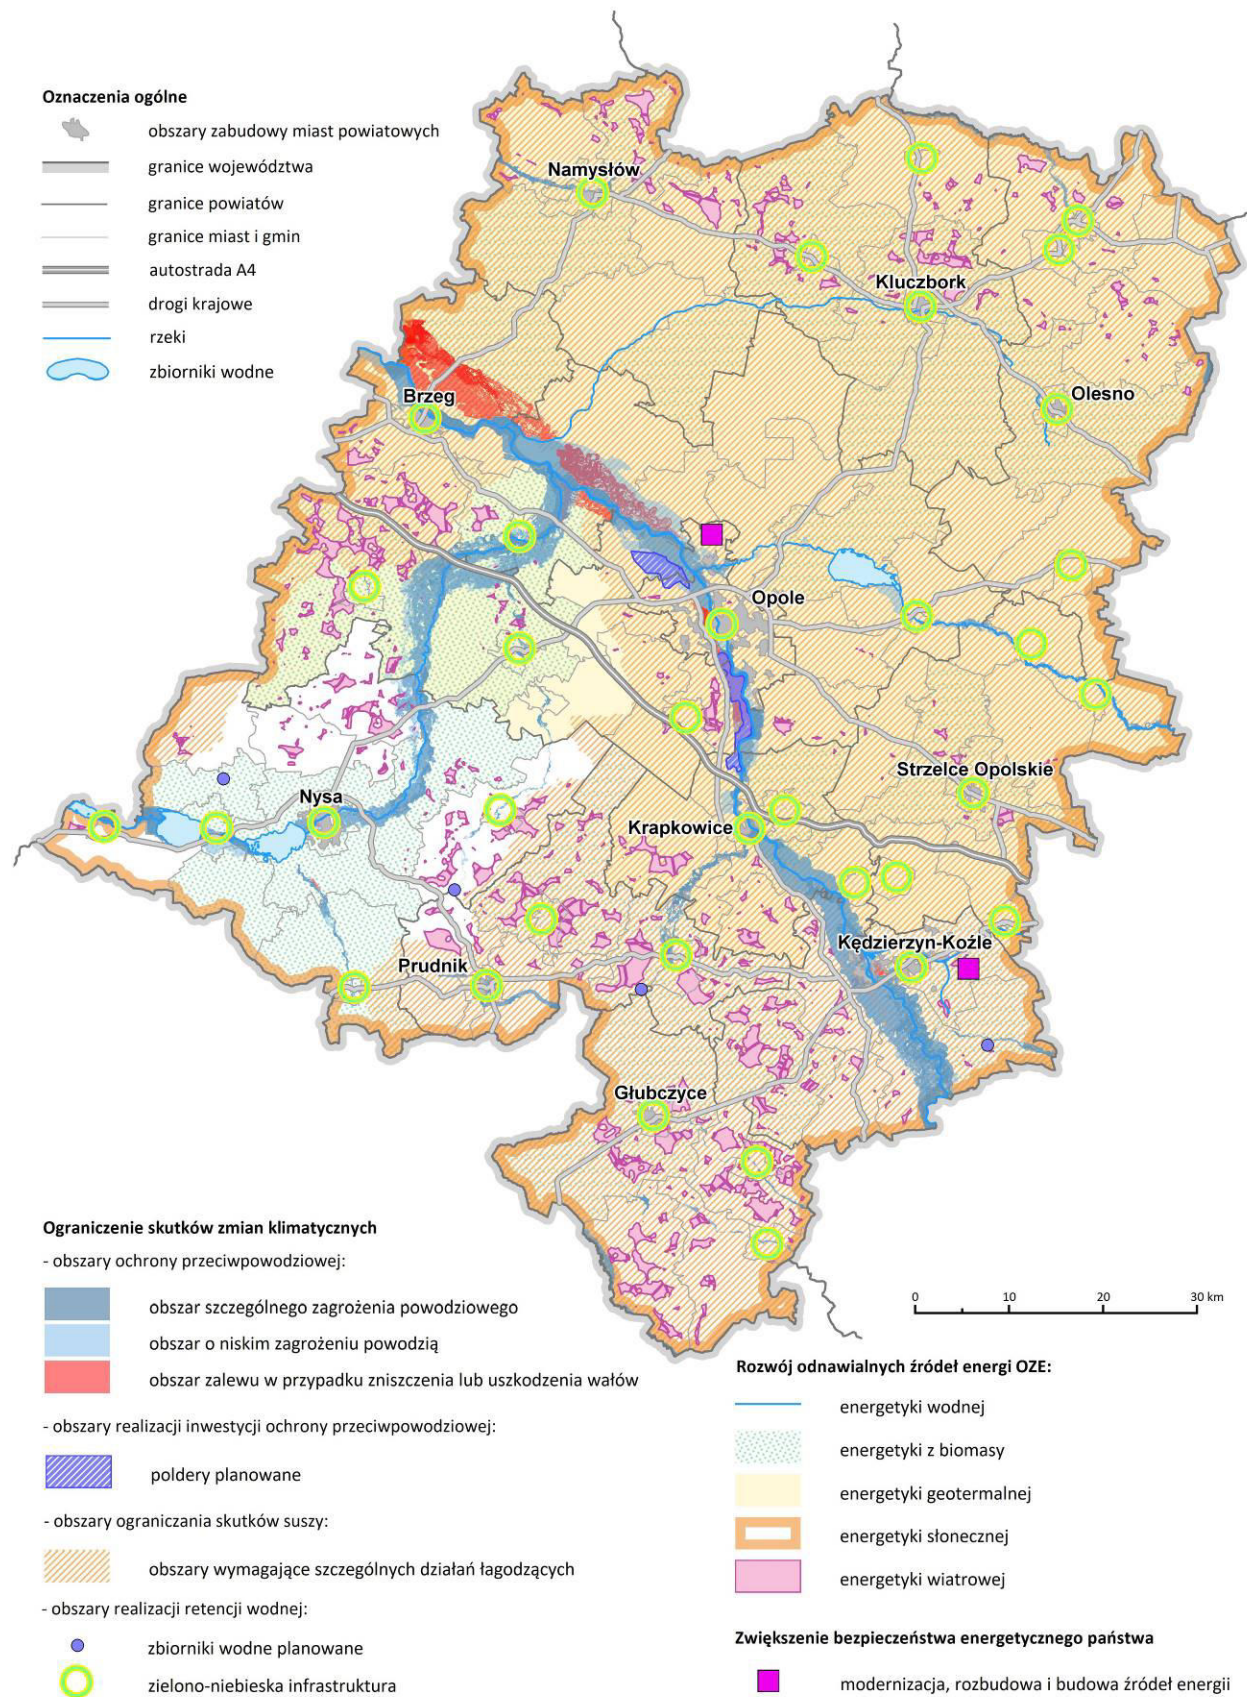 Oznaczenia ogólne
obszary zabudowy miast powiatowych
granice województwa
granice powiatów
granice miast i gmin
autostrada A4
drogi krajowe
rzeki
zbiorniki wodne
Namysłów
Kluczbork
Brzeg
Olesno
Opole
Strzelce Opolskie
Nysa
Krapkowice
Kędzierzyn-Koźle
Prudnik
Głubczyce
Ograniczenie skutków zmian klimatycznych
- obszary ochrony przeciwpowodziowej:
obszar szczególnego zagrożenia powodziowego
obszar o niskim zagrożeniu powodzią
obszar zalewu w przypadku zniszczenia lub uszkodzenia wałów
- obszary realizacji inwestycji ochrony przeciwpowodziowej:
poldery planowane
- obszary ograniczania skutków suszy:
obszary wymagające szczególnych działań łagodzących
- obszary realizacji retencji wodnej:
zbiorniki wodne planowane
zielono-niebieska infrastruktura
0 10 20 30 km
Rozwój odnawialnych źródeł energi OZE:
energetyki wodnej
energetyki z biomasy
energetyki geotermalnej
energetyki słonecznej
energetyki wiatrowej
Zwiększenie bezpieczeństwa energetycznego państwa
modernizacja, rozbudowa i budowa źródeł energii